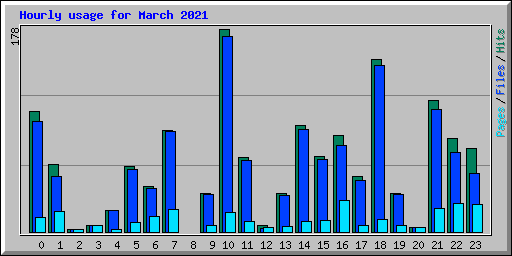 Hourly usage for March 2021
178
Pages/Files/Hits
0 1 2 3 4 5 6 7 8 9 10 11 12 13 14 15 16 17 18 19 20 21 22 23